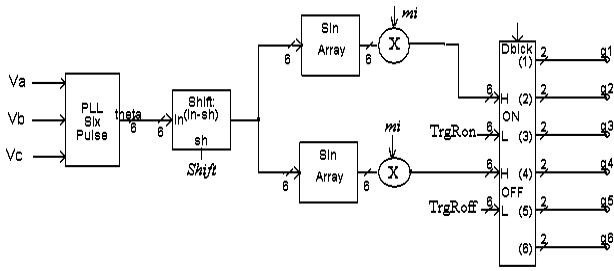 Va
Vb
Vc
PLL
Six
Pulse
theta
6
6
In
Shift:
(in-sh)
sh
Shift
6
Sin
Array
6
mi
X
6
Sin
Array
6
mi
X
TrgRon
TrgRoff
6
6
6
6
Dblck
H
ON
L
H
OFF
L
(1)
(2)
(3)
(4)
(5)
(6)
2
2
2
2
2
2
g1
g2
g3
g4
g5
g6